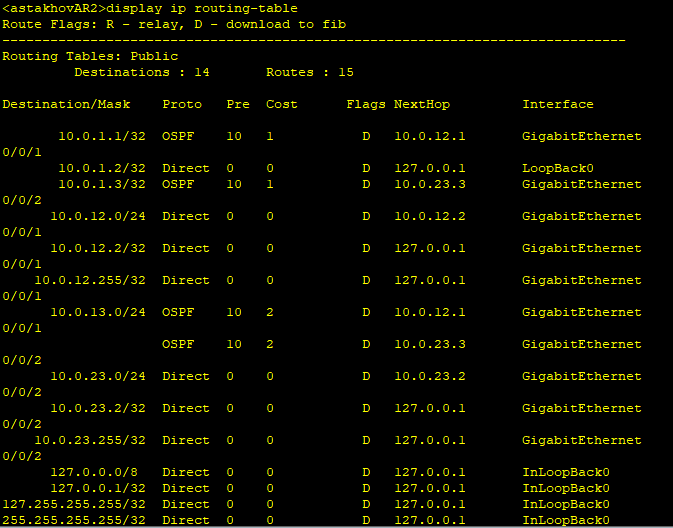 <astakhovAR2>display ip routing-table
Route Flags: R - relay, D - download to fib
------------------------------------------------------------------------------
Routing Tables: Public
         Destinations : 14       Routes : 15

Destination/Mask    Proto   Pre  Cost      Flags NextHop         Interface

       10.0.1.1/32  OSPF    10   1           D   10.0.12.1       GigabitEthernet
0/0/1
       10.0.1.2/32  Direct  0    0           D   127.0.0.1       LoopBack0
       10.0.1.3/32  OSPF    10   1           D   10.0.23.3       GigabitEthernet
0/0/2
      10.0.12.0/24  Direct  0    0           D   10.0.12.2       GigabitEthernet
0/0/1
      10.0.12.2/32  Direct  0    0           D   127.0.0.1       GigabitEthernet
0/0/1
    10.0.12.255/32  Direct  0    0           D   127.0.0.1       GigabitEthernet
0/0/1
      10.0.13.0/24  OSPF    10   2           D   10.0.12.1       GigabitEthernet
0/0/1
                    OSPF    10   2           D   10.0.23.3       GigabitEthernet
0/0/2
      10.0.23.0/24  Direct  0    0           D   10.0.23.2       GigabitEthernet
0/0/2
      10.0.23.2/32  Direct  0    0           D   127.0.0.1       GigabitEthernet
0/0/2
    10.0.23.255/32  Direct  0    0           D   127.0.0.1       GigabitEthernet
0/0/2
      127.0.0.0/8   Direct  0    0           D   127.0.0.1       InLoopBack0
      127.0.0.1/32  Direct  0    0           D   127.0.0.1       InLoopBack0
127.255.255.255/32  Direct  0    0           D   127.0.0.1       InLoopBack0
255.255.255.255/32  Direct  0    0           D   127.0.0.1       InLoopBack0